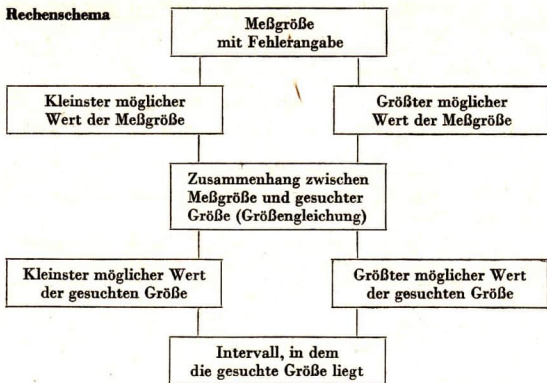 Rechenschema
Meßgröße
mit Fehlerangabe
Kleinster möglicher
Wert der Meßgröße
Größter möglicher
Wert der Meßgröße
Zusammenhang zwischen
Meßgröße und gesuchter
Größe (Größengleichung)
Kleinster möglicher Wert
der gesuchten Größe
Größter möglicher Wert
der gesuchten Größe
Intervall, in dem
die gesuchte Größe liegt